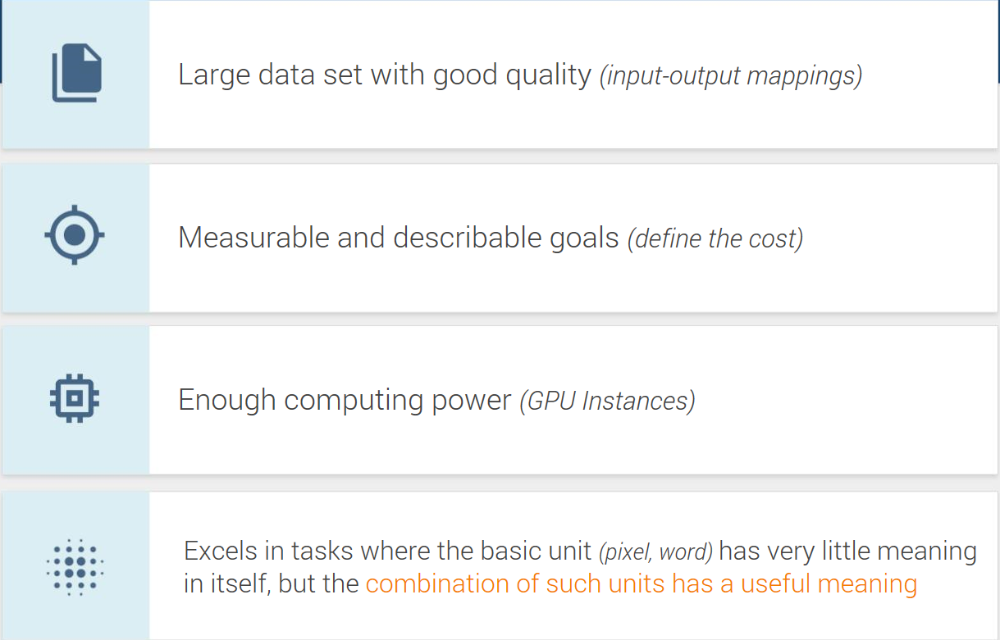 Large data set with good quality (input-output mappings)
Measurable and describable goals (define the cost)
Enough computing power (GPU Instances)
Excels in tasks where the basic unit (pixel, word) has very little meaning
in itself, but the combination of such units has a useful meaning